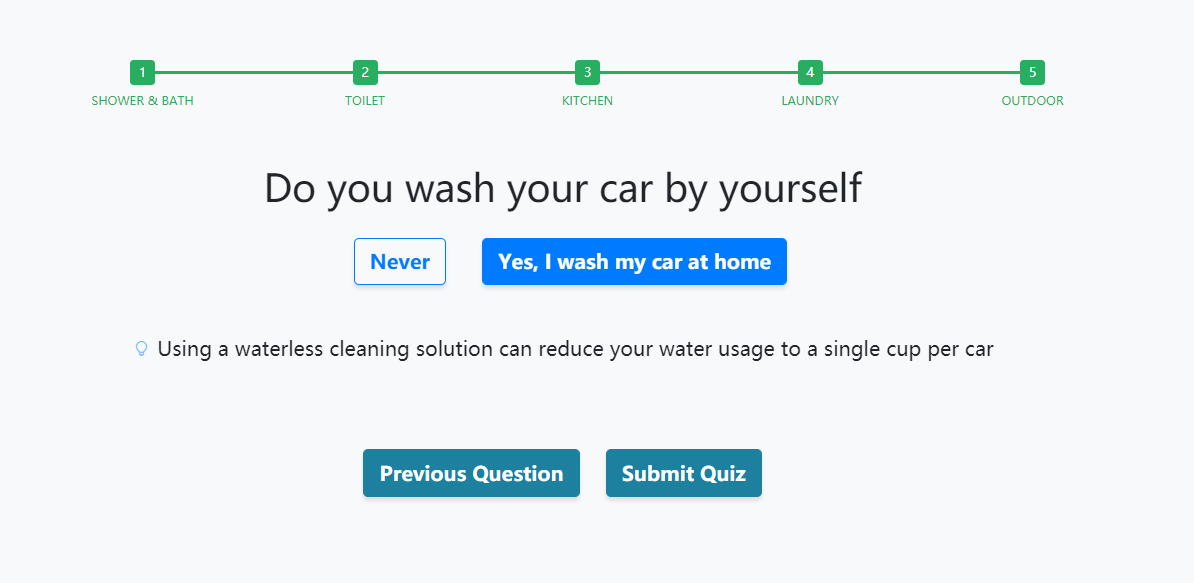 1 2 3 4 5
SHOWER & BATH TOILET KITCHEN LAUNDRY OUTDOOR
Do you wash your car by yourself
Never Yes, I wash my car at home
Using a waterless cleaning solution can reduce your water usage to a single cup per car
Previous Question Submit Quiz